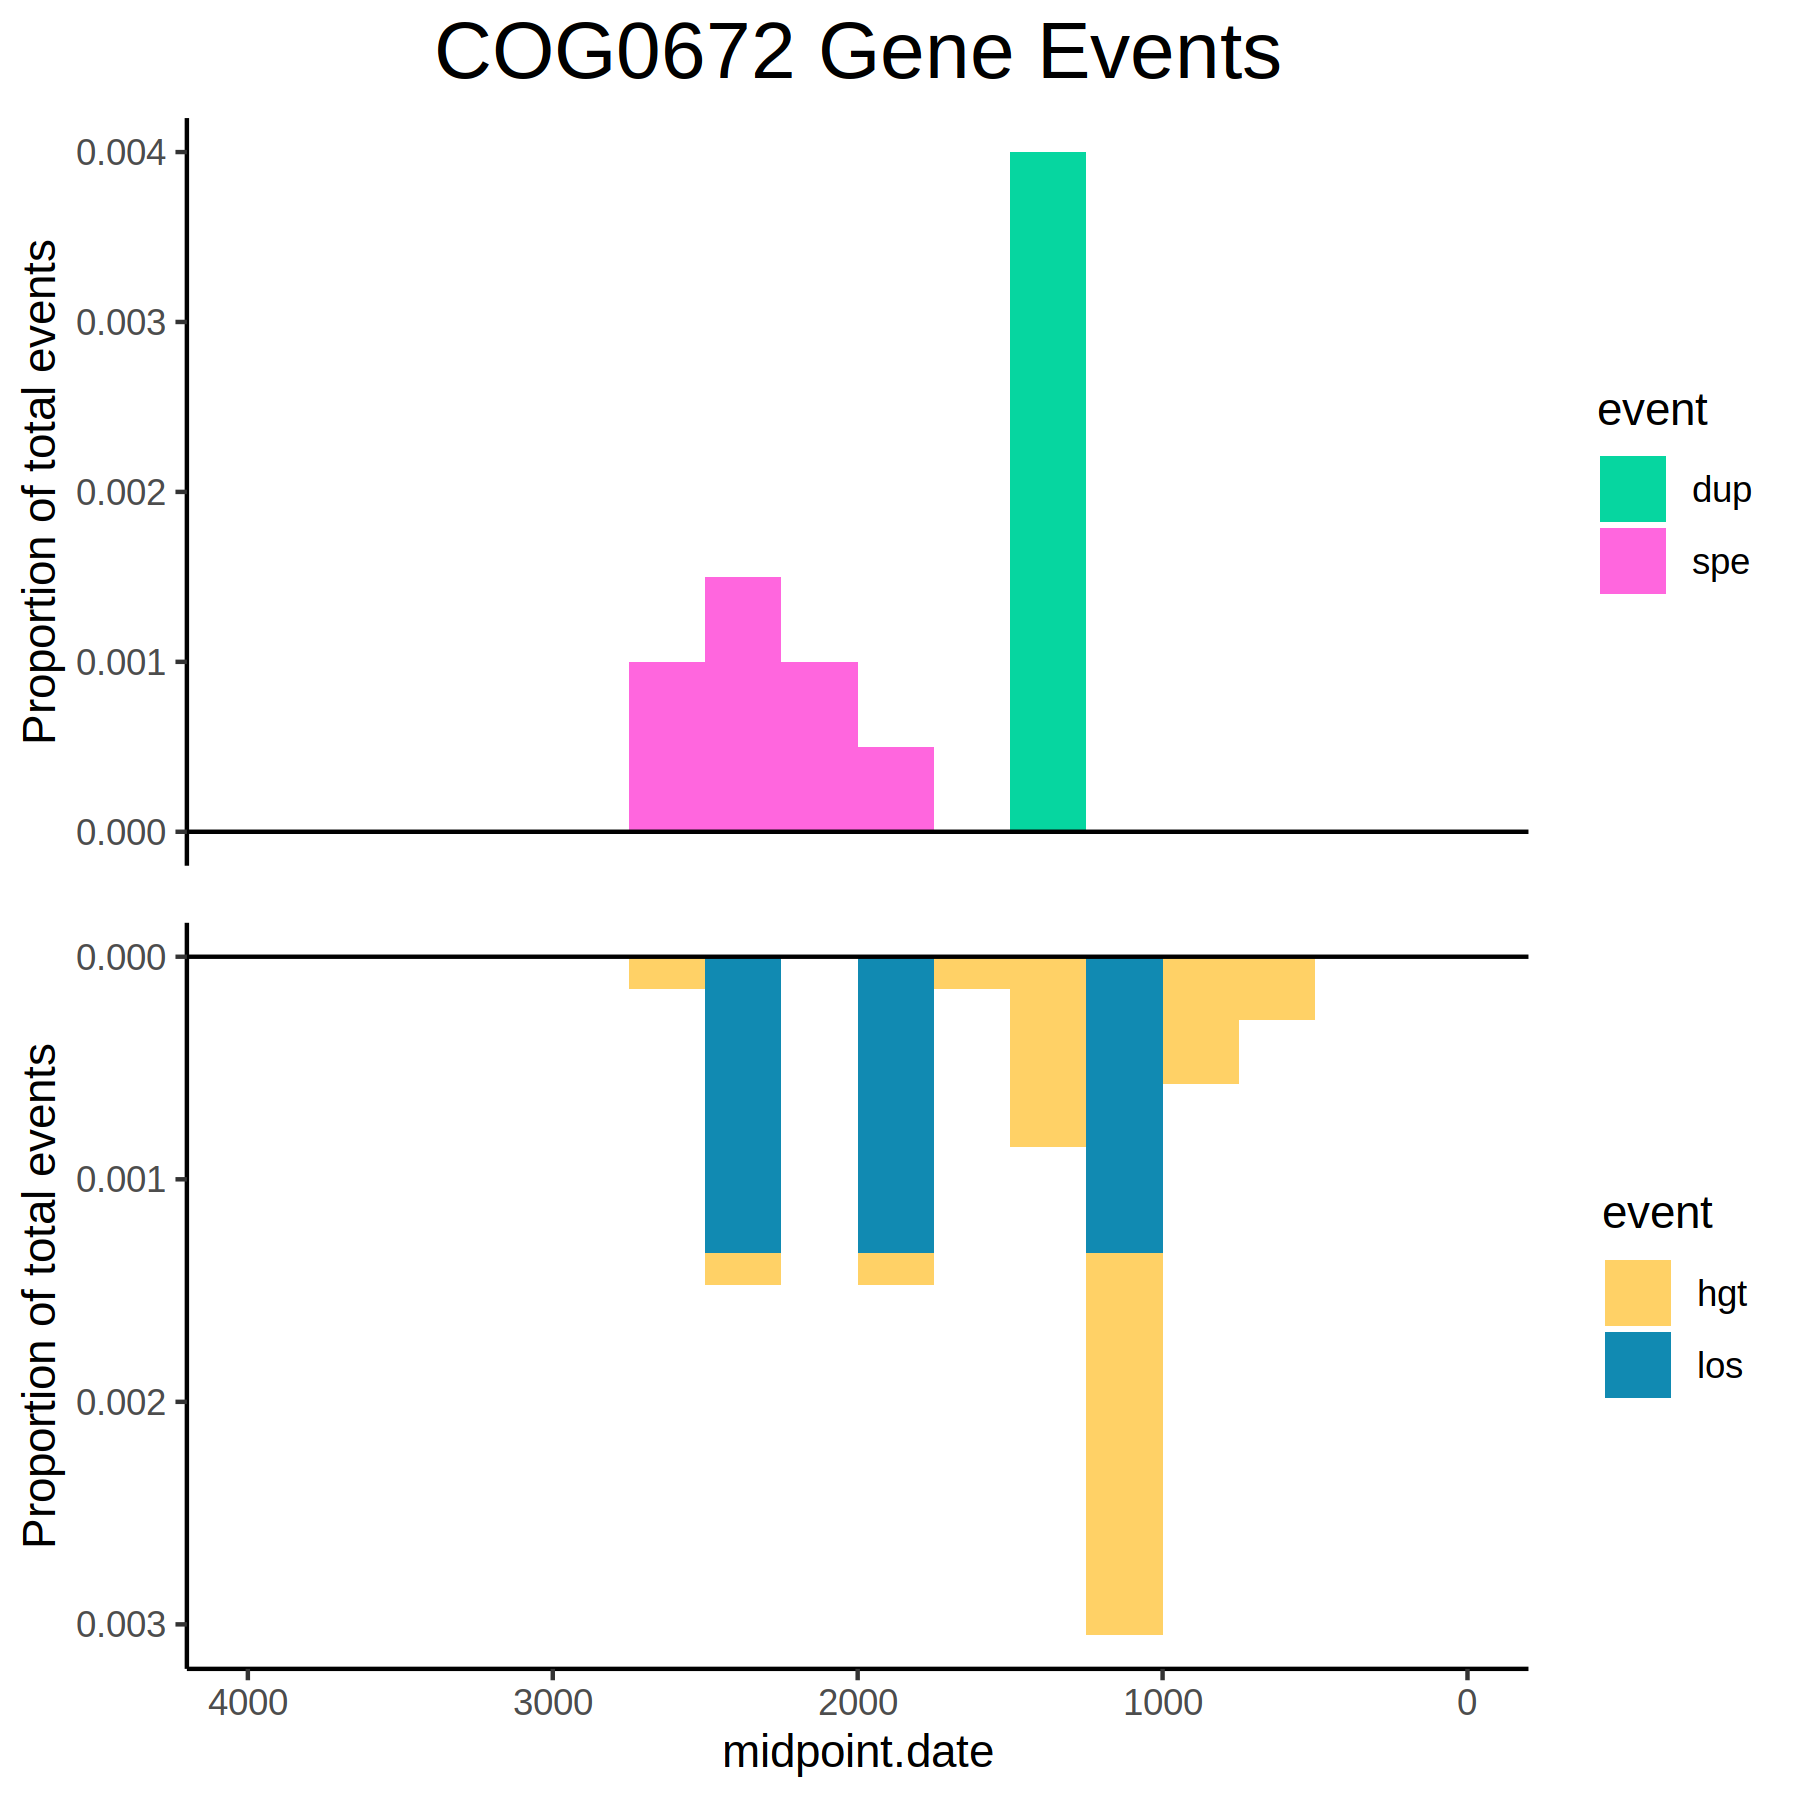 COG0672 Gene Events
Proportion of total events
0.004
0.003
0.002
0.001
0.000
event
dup
spe
Proportion of total events
0.000
0.001
0.002
0.003
event
hgt
los
4000 3000 2000 1000 0
midpoint.date